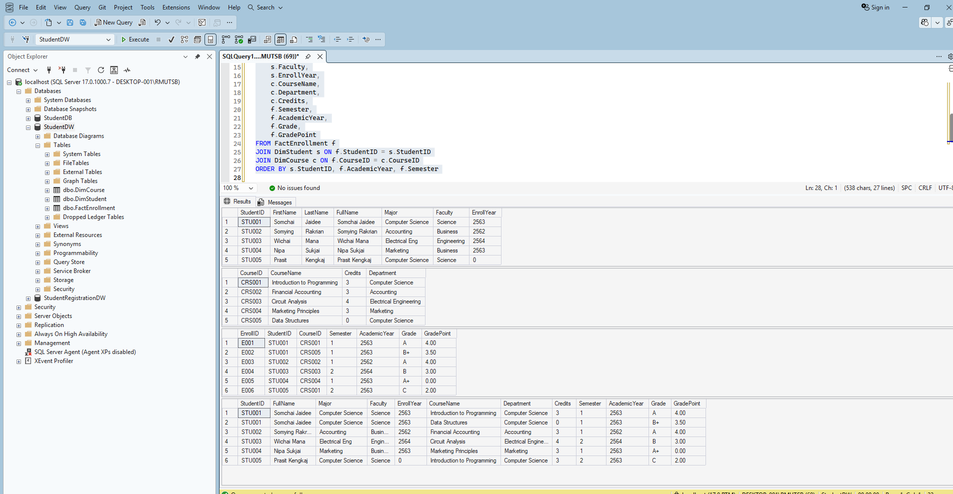 File Edit View Query Git Project Tools Extensions Window Help Search Sign in
New Query
StudentDW Execute
Object Explorer
SQLQuery1....MUTSB (69))*
Connect
localhost (SQL Server 17.0.1000.7 - DESKTOP-001\RMUTSB)
Databases
System Databases
Database Snapshots
StudentDB
StudentDW
Database Diagrams
Tables
System Tables
FileTables
External Tables
Graph Tables
dbo.DimCourse
dbo.DimStudent
dbo.FactEnrollment
Dropped Ledger Tables
Views
External Resources
Synonyms
Programmability
Query Store
Service Broker
Storage
Security
StudentRegistrationDW
Security
Server Objects
Replication
Always On High Availability
Management
SQL Server Agent (Agent XPs disabled)
XEvent Profiler
15 s.Faculty,
16 s.EnrollYear,
17 c.CourseName,
18 c.Department,
19 c.Credits,
20 f.Semester,
21 f.AcademicYear,
22 f.Grade,
23 f.GradePoint
24 FROM FactEnrollment f
25 JOIN DimStudent s ON f.StudentID = s.StudentID
26 JOIN DimCourse c ON f.CourseID = c.CourseID
27 ORDER BY s.StudentID, f.AcademicYear, f.Semester
28
100 % No issues found Ln: 28, Ch: 1 (538 chars, 27 lines) SPC CRLF UTF-8
Results Messages
StudentID FirstName LastName FullName Major Faculty EnrollYear
1 STU001 Somchai Jaidee Somchai Jaidee Computer Science Science 2563
2 STU002 Somying Rakrian Somying Rakrian Accounting Business 2562
3 STU003 Wichai Mana Wichai Mana Electrical Eng Engineering 2564
4 STU004 Nipa Sukjai Nipa Sukjai Marketing Business 2563
5 STU005 Prasit Kengkaj Prasit Kengkaj Computer Science Science 0
CourseID CourseName Credits Department
1 CRS001 Introduction to Programming 3 Computer Science
2 CRS002 Financial Accounting 3 Accounting
3 CRS003 Circuit Analysis 4 Electrical Engineering
4 CRS004 Marketing Principles 3 Marketing
5 CRS005 Data Structures 0 Computer Science
EnrollID StudentID CourseID Semester AcademicYear Grade GradePoint
1 E001 STU001 CRS001 1 2563 A 4.00
2 E002 STU001 CRS005 1 2563 B+ 3.50
3 E003 STU002 CRS002 1 2562 A 4.00
4 E004 STU003 CRS003 2 2564 B 3.00
5 E005 STU004 CRS004 1 2563 A+ 0.00
6 E006 STU005 CRS001 2 2563 C 2.00
StudentID FullName Major Faculty EnrollYear CourseName Department Credits Semester AcademicYear Grade GradePoint
1 STU001 Somchai Jaidee Computer Science Science 2563 Introduction to Programming Computer Science 3 1 2563 A 4.00
2 STU001 Somchai Jaidee Computer Science Science 2563 Data Structures Computer Science 0 1 2563 B+ 3.50
3 STU002 Somying Rakr... Accounting Busin... 2562 Financial Accounting Accounting 3 1 2562 A 4.00
4 STU003 Wichai Mana Electrical Eng Engin... 2564 Circuit Analysis Electrical Engine... 4 2 2564 B 3.00
5 STU004 Nipa Sukjai Marketing Busin... 2563 Marketing Principles Marketing 3 1 2563 A+ 0.00
6 STU005 Prasit Kengkaj Computer Science Science 0 Introduction to Programming Computer Science 3 2 2563 C 2.00